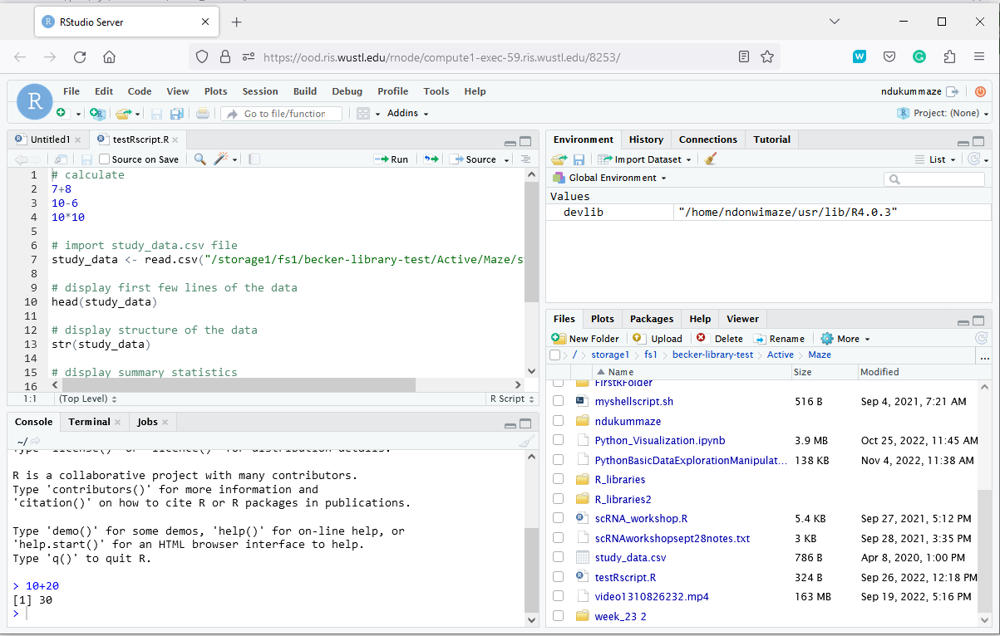 RStudio Server
https://ood.ris.wustl.edu/rnode/compute1-exec-59.ris.wustl.edu/8253/
File Edit Code View Plots Session Build Debug Profile Tools Help
ndukummaze
Go to file/function
Addins
Project: (None)
Untitled1
testRscript.R
Source on Save
Run
Source
1 # calculate
2 7+8
3 10-6
4 10*10
5
6 # import study_data.csv file
7 study_data <- read.csv("/storage1/fs1/becker-library-test/Active/Maze/s
8
9 # display first few lines of the data
10 head(study_data)
11
12 # display structure of the data
13 str(study_data)
14
15 # display summary statistics
16
1:1 (Top Level) R Script
Console Terminal Jobs
~/
Type 'license()' or 'licence()' for distribution details.
R is a collaborative project with many contributors.
Type 'contributors()' for more information and
'citation()' on how to cite R or R packages in publications.
Type 'demo()' for some demos, 'help()' for on-line help, or
'help.start()' for an HTML browser interface to help.
Type 'q()' to quit R.
> 10+20
[1] 30
>
Environment History Connections Tutorial
Import Dataset
List
Global Environment
Values
devlib "/home/ndonwimaze/usr/lib/R4.0.3"
Files Plots Packages Help Viewer
New Folder Upload Delete Rename More
/ storage1 fs1 becker-library-test Active Maze ...
Name Size Modified
FirstRFolder
myshellscript.sh 516 B Sep 4, 2021, 7:21 AM
ndukummaze
Python_Visualization.ipynb 3.9 MB Oct 25, 2022, 11:45 AM
PythonBasicDataExplorationManipulat... 138 KB Nov 4, 2022, 11:38 AM
R_libraries
R_libraries2
scRNA_workshop.R 5.4 KB Sep 27, 2021, 5:12 PM
scRNAworkshopsept28notes.txt 3 KB Sep 28, 2021, 3:35 PM
study_data.csv 786 B Apr 8, 2020, 1:00 PM
testRscript.R 324 B Sep 26, 2022, 12:18 PM
video1310826232.mp4 163 MB Sep 19, 2022, 5:16 PM
week_23 2